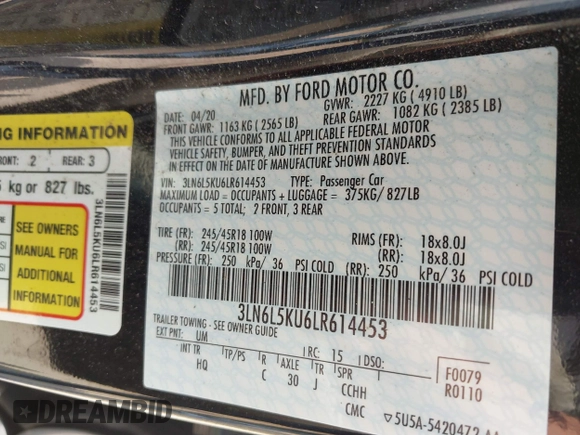 NG INFORMATION
RONT: 2 REAR: 3
kg or 827 lbs.
SEE OWNERS
MANUAL FOR
ADDITIONAL
INFORMATION
3LN6L5KU6LR614453
MFD. BY FORD MOTOR CO.
DATE: 04/20 GVWR: 2227 KG ( 4910 LB)
FRONT GAWR: 1163 KG ( 2565 LB) REAR GAWR: 1082 KG ( 2385 LB)
THIS VEHICLE CONFORMS TO ALL APPLICABLE FEDERAL MOTOR
VEHICLE SAFETY, BUMPER, AND THEFT PREVENTION STANDARDS
IN EFFECT ON THE DATE OF MANUFACTURE SHOWN ABOVE.
VIN: 3LN6L5KU6LR614453 TYPE: Passenger Car
MAXIMUM LOAD = OCCUPANTS + LUGGAGE = 375KG/ 827LB
OCCUPANTS = 5 TOTAL; 2 FRONT, 3 REAR
TIRE (FR): 245/45R18 100W RIMS (FR): 18x8.0J
(RR): 245/45R18 100W (RR): 18x8.0J
PRESSURE (FR): 250 kPa/ 36 PSI COLD (RR): 250 kPa/ 36 PSI COLD
3LN6L5KU6LR614453
TRAILER TOWING - SEE OWNER GUIDE
EXT PNT: UM RC: 15 DSO: F0079
INT TR TP/PS R AXLE TR SPR R0110
HQ C 30 J CCHH
CMC 5U5A-5420472-AA
DREAMBID